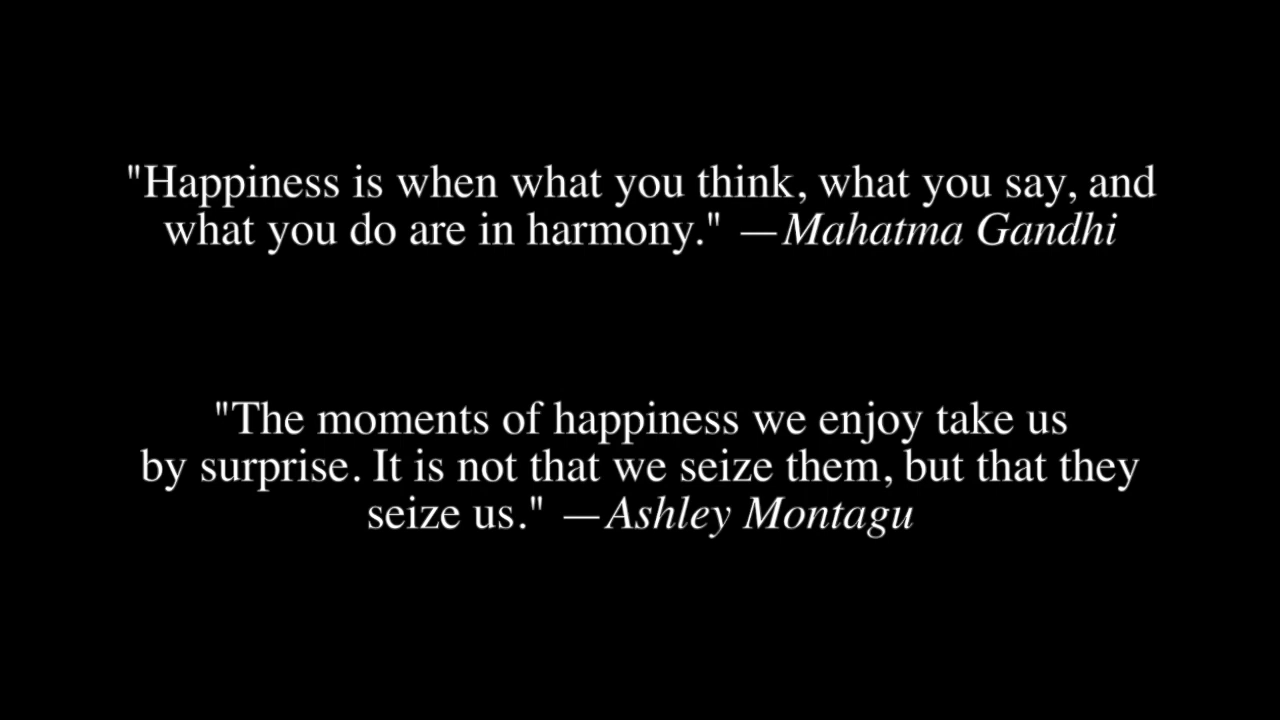 "Happiness is when what you think, what you say, and
what you do are in harmony." —Mahatma Gandhi
"The moments of happiness we enjoy take us
by surprise. It is not that we seize them, but that they
seize us." —Ashley Montagu